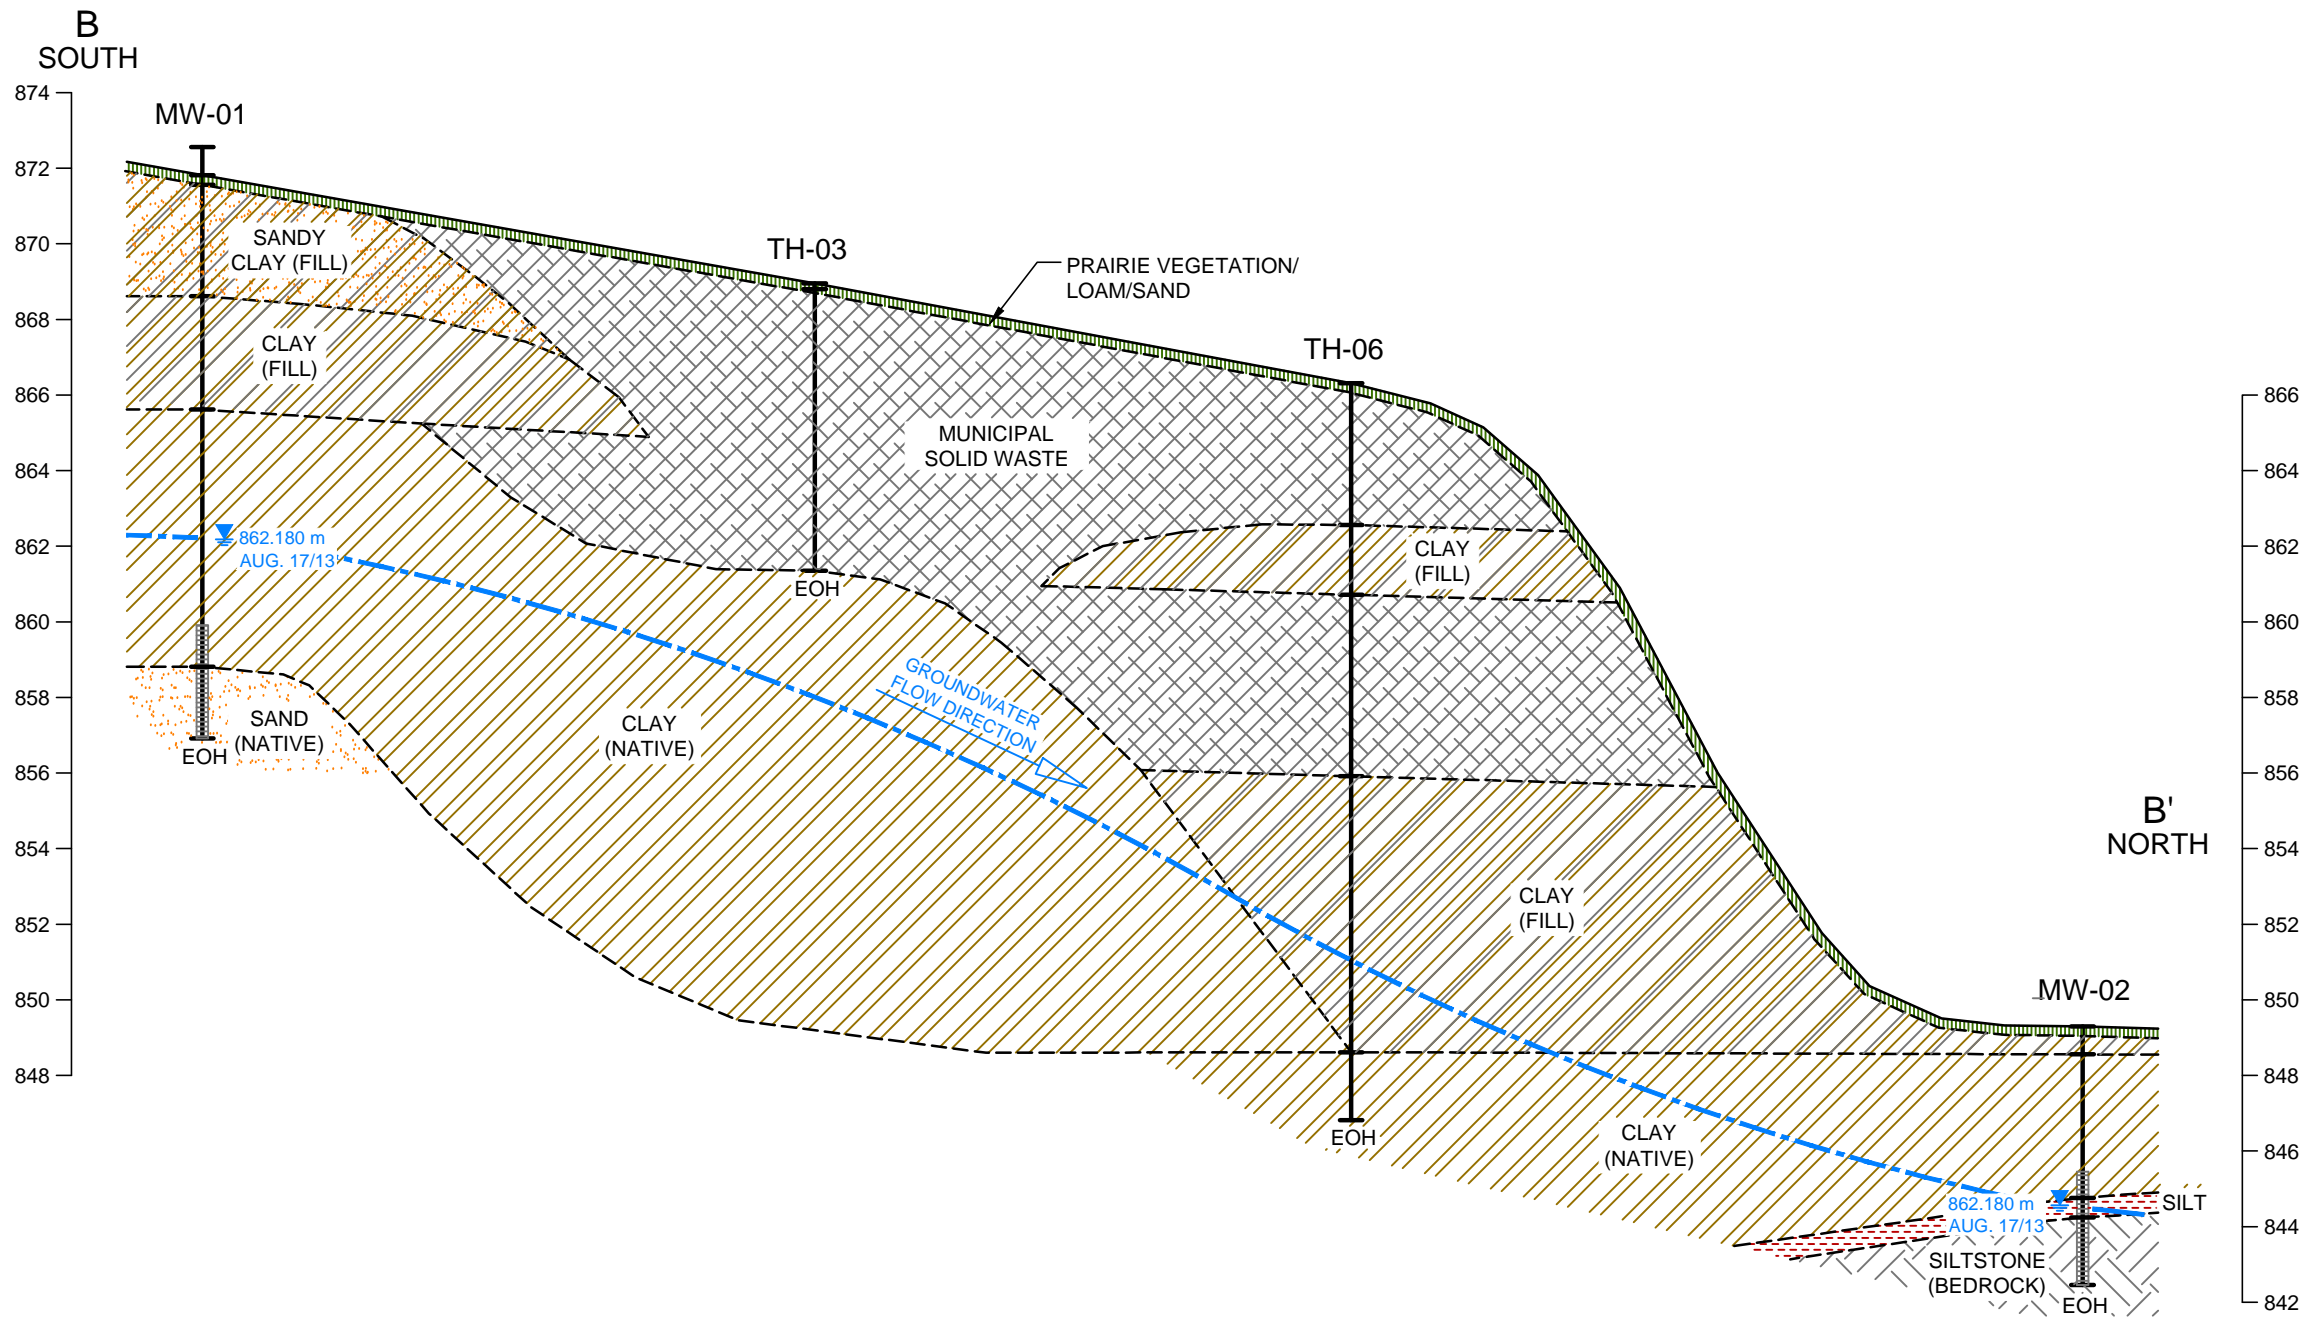 B
SOUTH
874
872
870
868
866
864
862
860
858
856
854
852
850
848
MW-01
SANDY
CLAY (FILL)
CLAY
(FILL)
862.180 m
AUG. 17/13
SAND
(NATIVE)
EOH
TH-03
EOH
PRAIRIE VEGETATION/
LOAM/SAND
MUNICIPAL
SOLID WASTE
CLAY
(NATIVE)
GROUNDWATER
FLOW DIRECTION
TH-06
CLAY
(FILL)
CLAY
(FILL)
EOH
CLAY
(NATIVE)
B'
NORTH
MW-02
862.180 m
AUG. 17/13
SILT
SILTSTONE
(BEDROCK)
EOH
866
864
862
860
858
856
854
852
850
848
846
844
842